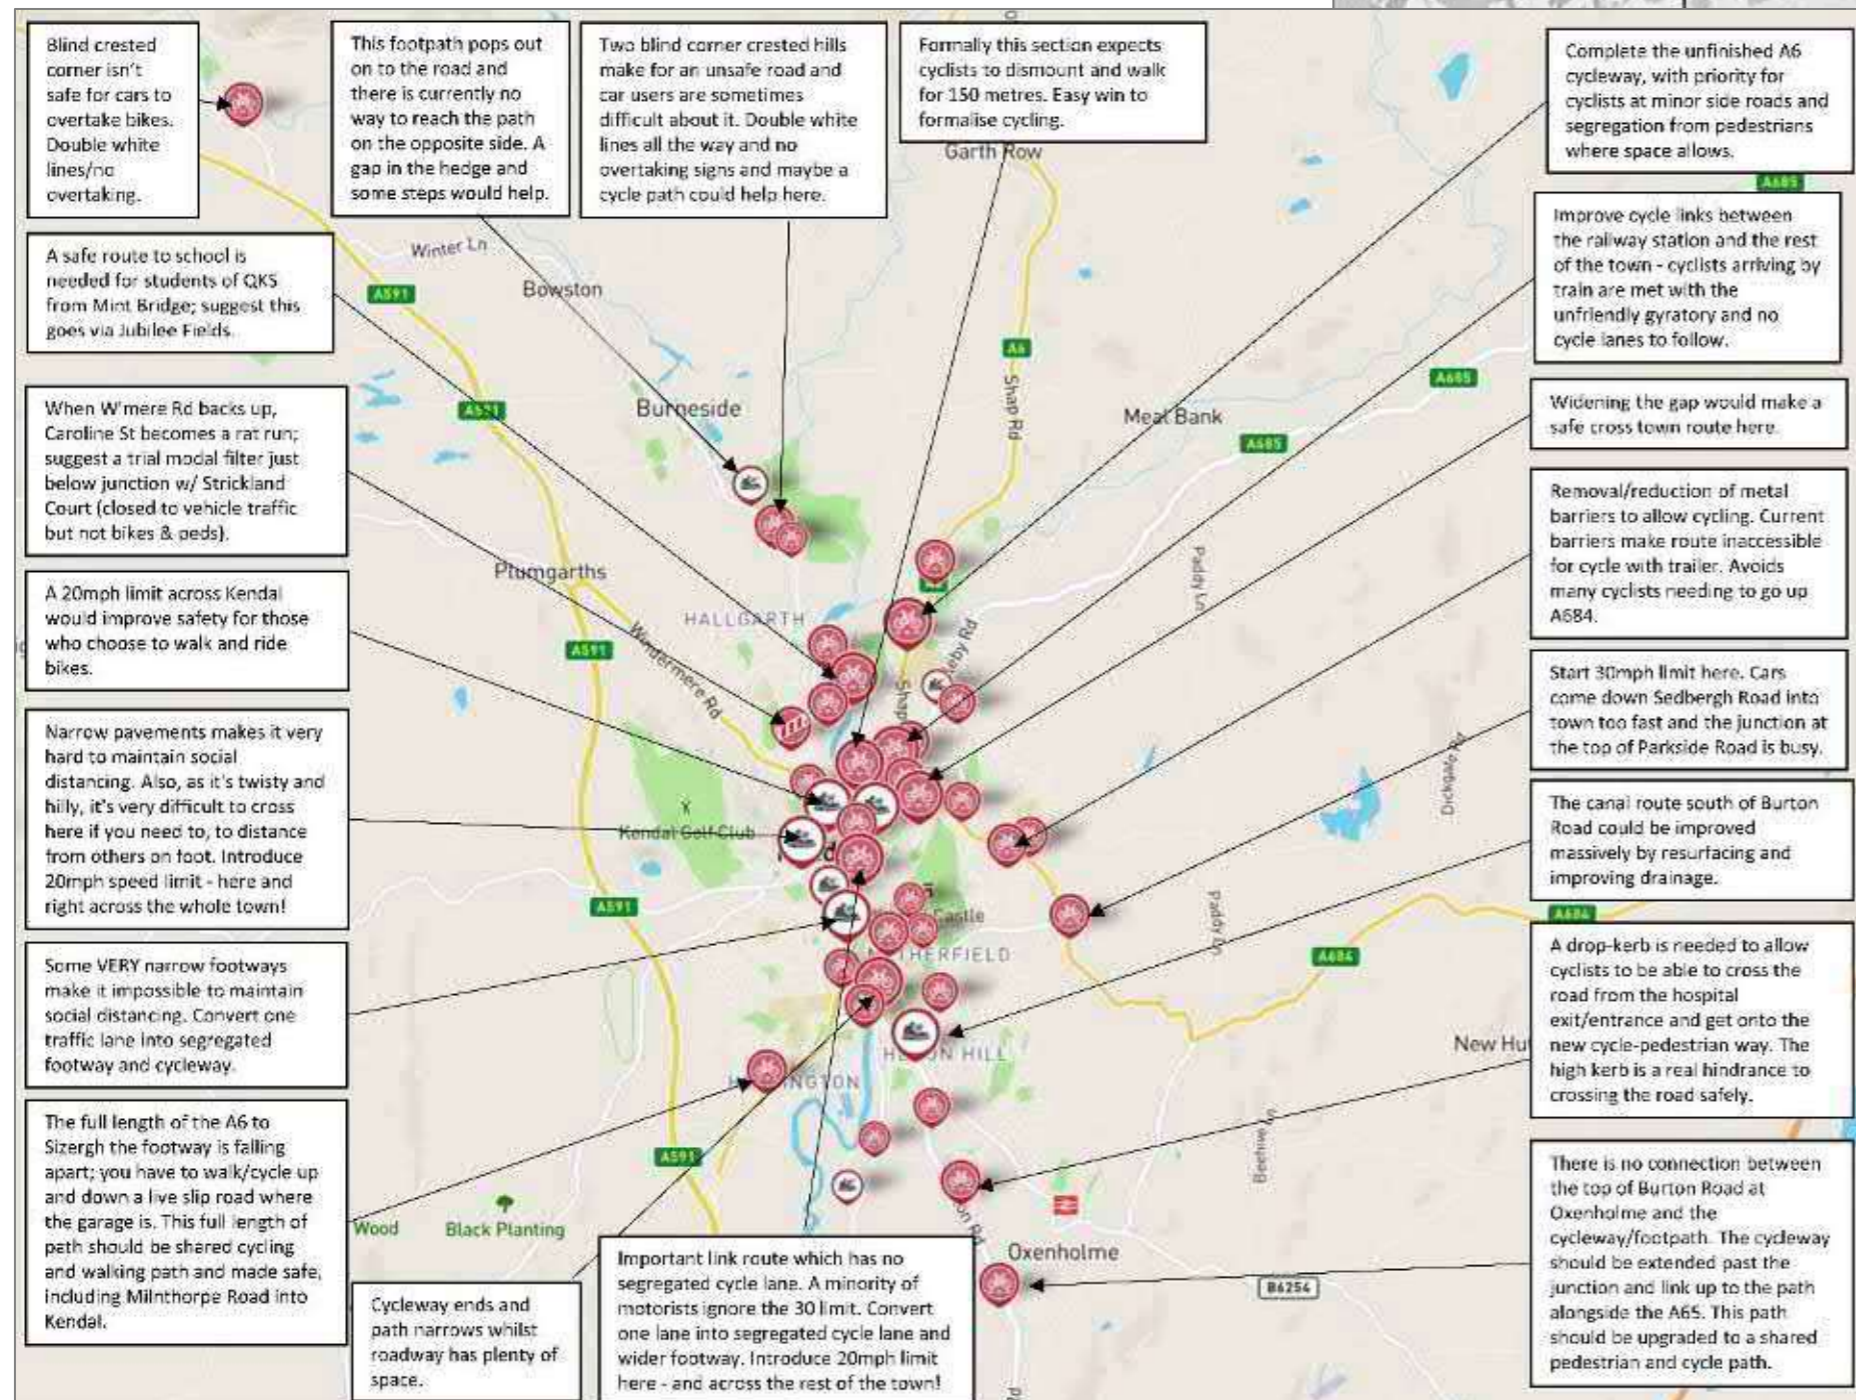 Blind crested
corner isn't
safe for cars to
overtake bikes.
Double white
lines/no
overtaking.
This footpath pops out
on to the road and
there is currently no
way to reach the path
on the opposite side. A
gap in the hedge and
some steps would help.
Two blind corner crested hills
make for an unsafe road and
car users are sometimes
difficult about it. Double white
lines all the way and no
overtaking signs and maybe a
cycle path could help here.
Formally this section expects
cyclists to dismount and walk
for 150 metres. Easy win to
formalise cycling.
Complete the unfinished A6
cycleway, with priority for
cyclists at minor side roads and
segregation from pedestrians
where space allows.
A safe route to school is
needed for students of QKS
from Mint Bridge; suggest this
goes via Jubilee Fields.
Improve cycle links between
the railway station and the rest
of the town - cyclists arriving by
train are met with the
unfriendly gyratory and no
cycle lanes to follow.
When W'mere Rd backs up,
Caroline St becomes a rat run;
suggest a trial modal filter just
below junction w/ Strickland
Court (closed to vehicle traffic
but not bikes & peds).
Widening the gap would make a
safe cross town route here.
Removal/reduction of metal
barriers to allow cycling. Current
barriers make route inaccessible
for cycle with trailer. Avoids
many cyclists needing to go up
A684.
A 20mph limit across Kendal
would improve safety for those
who choose to walk and ride
bikes.
Start 30mph limit here. Cars
come down Sedbergh Road into
town too fast and the junction at
the top of Parkside Road is busy.
Narrow pavements makes it very
hard to maintain social
distancing. Also, as it's twisty and
hilly, it's very difficult to cross
here if you need to, to distance
from others on foot. Introduce
20mph speed limit - here and
right across the whole town!
The canal route south of Burton
Road could be improved
massively by resurfacing and
improving drainage.
Some VERY narrow footways
make it impossible to maintain
social distancing. Convert one
traffic lane into segregated
footway and cycleway.
A drop-kerb is needed to allow
cyclists to be able to cross the
road from the hospital
exit/entrance and get onto the
new cycle-pedestrian way. The
high kerb is a real hindrance to
crossing the road safely.
The full length of the A6 to
Sizergh the footway is falling
apart; you have to walk/cycle up
and down a live slip road where
the garage is. This full length of
path should be shared cycling
and walking path and made safe,
including Milnthorpe Road into
Kendal.
Cycleway ends and
path narrows whilst
roadway has plenty of
space.
Important link route which has no
segregated cycle lane. A minority of
motorists ignore the 30 limit. Convert
one lane into segregated cycle lane and
wider footway. Introduce 20mph limit
here - and across the rest of the town!
There is no connection between
the top of Burton Road at
Oxenholme and the
cycleway/footpath. The cycleway
should be extended past the
junction and link up to the path
alongside the A65. This path
should be upgraded to a shared
pedestrian and cycle path.
Garth Row
A685
Winter Ln
Bowston
A591
A6
Shap Rd
A685
Burneside
A591
Meal Bank
A685
Plumgarths
Paddy Ln
HALLGARTH
A591
Windermere Rd
Shap
Dickgate Rd
Kendal Golf Club
A591
Castle
Paddy Ln
A684
A684
New Hu
Beehive Ln
A591
Wood
Black Planting
Oxenholme
B6254